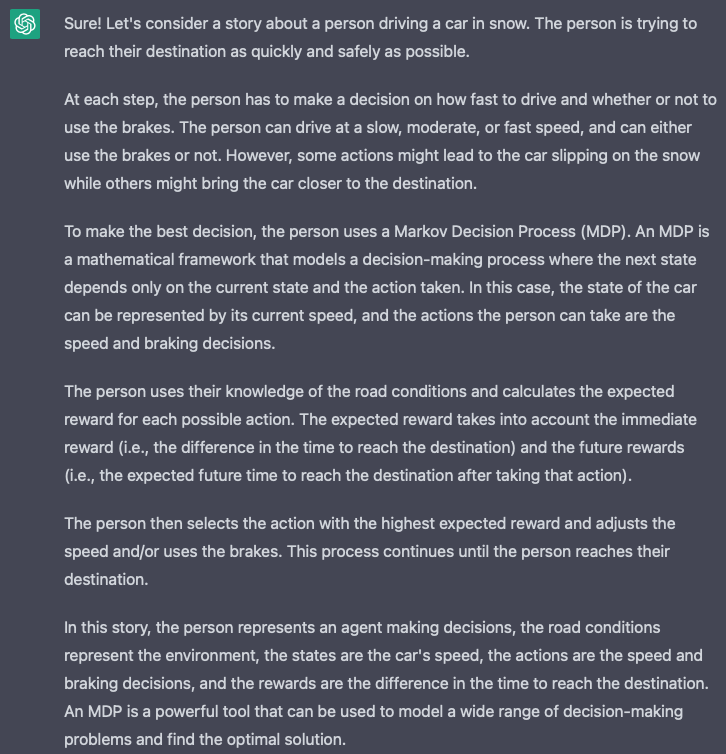 Sure! Let's consider a story about a person driving a car in snow. The person is trying to
reach their destination as quickly and safely as possible.
At each step, the person has to make a decision on how fast to drive and whether or not to
use the brakes. The person can drive at a slow, moderate, or fast speed, and can either
use the brakes or not. However, some actions might lead to the car slipping on the snow
while others might bring the car closer to the destination.
To make the best decision, the person uses a Markov Decision Process (MDP). An MDP is
a mathematical framework that models a decision-making process where the next state
depends only on the current state and the action taken. In this case, the state of the car
can be represented by its current speed, and the actions the person can take are the
speed and braking decisions.
The person uses their knowledge of the road conditions and calculates the expected
reward for each possible action. The expected reward takes into account the immediate
reward (i.e., the difference in the time to reach the destination) and the future rewards
(i.e., the expected future time to reach the destination after taking that action).
The person then selects the action with the highest expected reward and adjusts the
speed and/or uses the brakes. This process continues until the person reaches their
destination.
In this story, the person represents an agent making decisions, the road conditions
represent the environment, the states are the car's speed, the actions are the speed and
braking decisions, and the rewards are the difference in the time to reach the destination.
An MDP is a powerful tool that can be used to model a wide range of decision-making
problems and find the optimal solution.